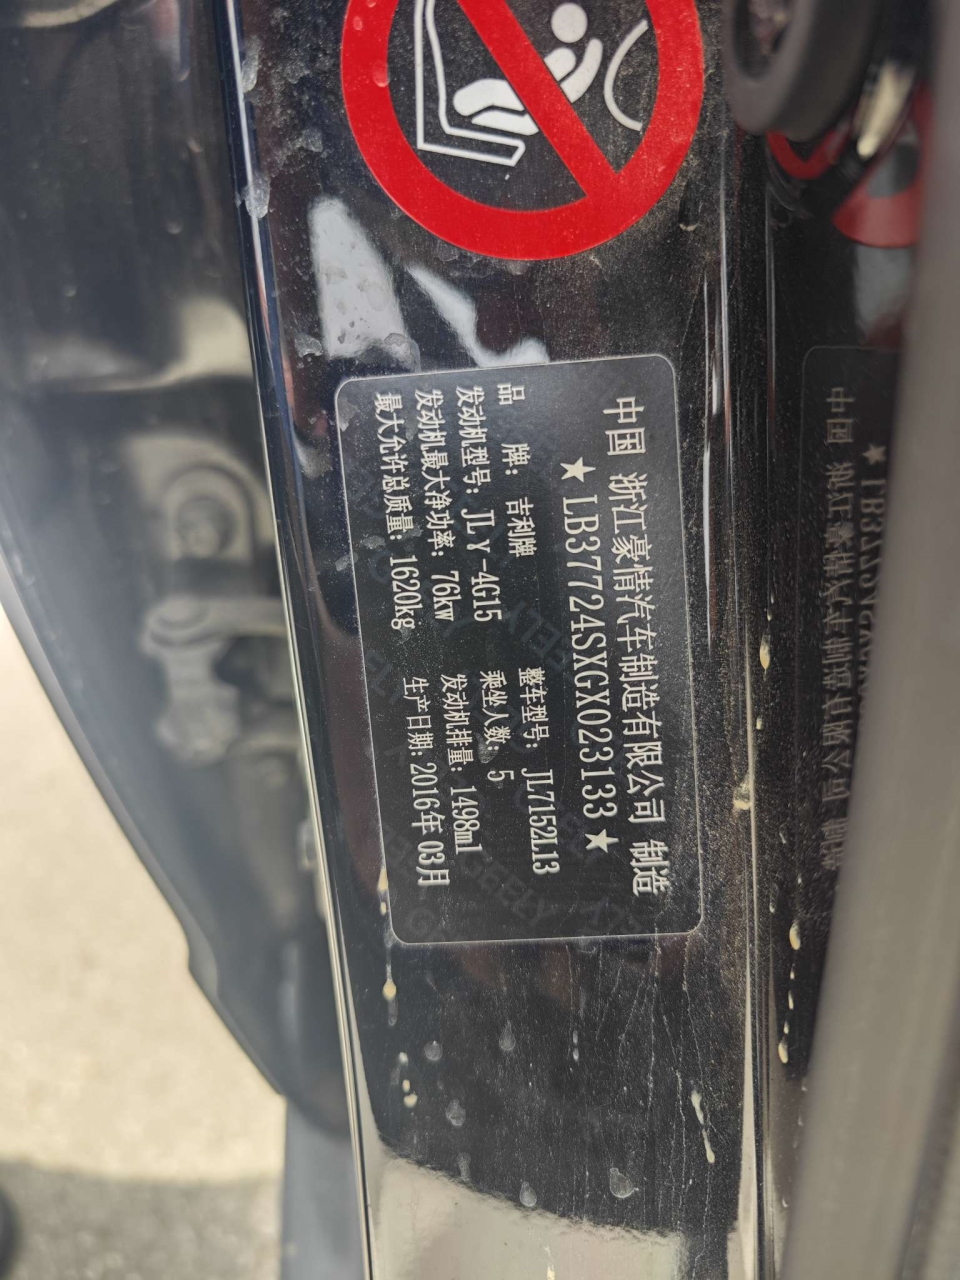 中国 浙江豪情汽车制造有限公司 制造
★LB37724SXGX023133★
品 牌: 吉利牌 整车型号: JL7152L13
发动机型号: JLγ-4G15 乘坐人数: 5
发动机最大净功率: 76kw 发动机排量: 1498ml
最大允许总质量: 1620kg 生产日期: 2016年 03月
GEELY